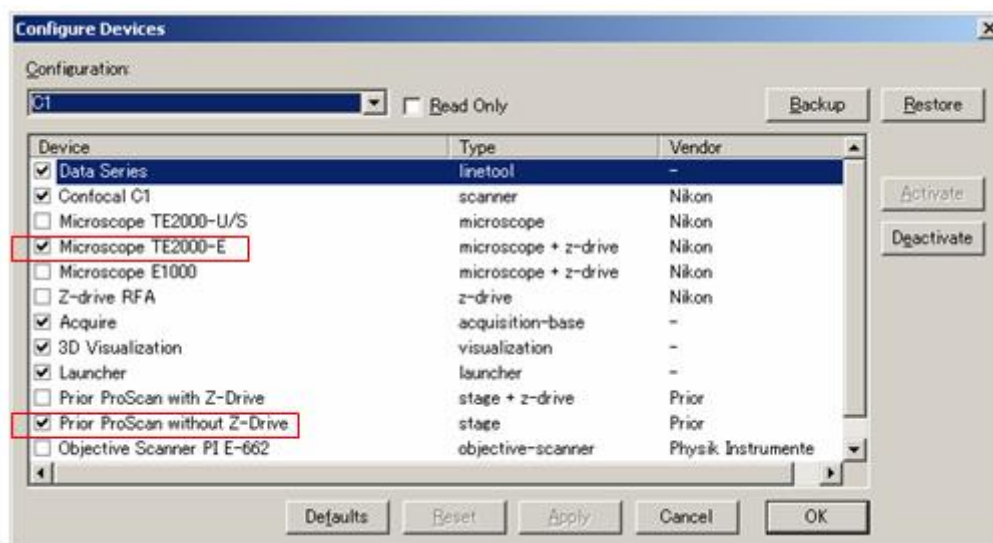 Configure Devices
Configuration:
C1 Read Only Backup Restore
Device Type Vendor
Data Series linetool -
Confocal C1 scanner Nikon
Microscope TE2000-U/S microscope Nikon
Microscope TE2000-E microscope + z-drive Nikon
Microscope E1000 microscope + z-drive Nikon
Z-drive RFA z-drive Nikon
Acquire acquisition-base -
3D Visualization visualization -
Launcher launcher -
Prior ProScan with Z-Drive stage + z-drive Prior
Prior ProScan without Z-Drive stage Prior
Objective Scanner PI E-662 objective-scanner Physik Instrumente
Activate
Deactivate
Defaults Reset Apply Cancel OK